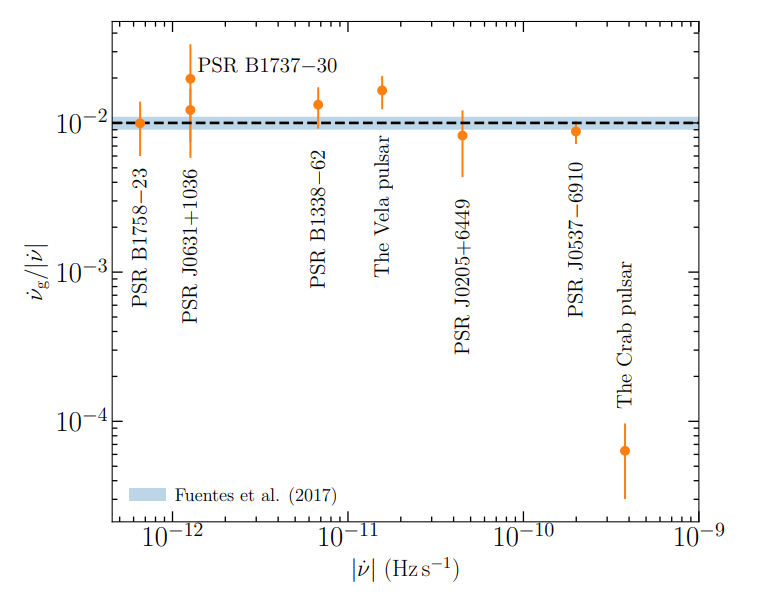 PSR B1737−30
10⁻²
PSR B1758−23
PSR J0631+1036
PSR B1338−62
The Vela pulsar
PSR J0205+6449
PSR J0537−6910
The Crab pulsar
ν̇g/|ν̇|
10⁻³
10⁻⁴
Fuentes et al. (2017)
10⁻¹² 10⁻¹¹ 10⁻¹⁰ 10⁻⁹
|ν̇| (Hz s⁻¹)